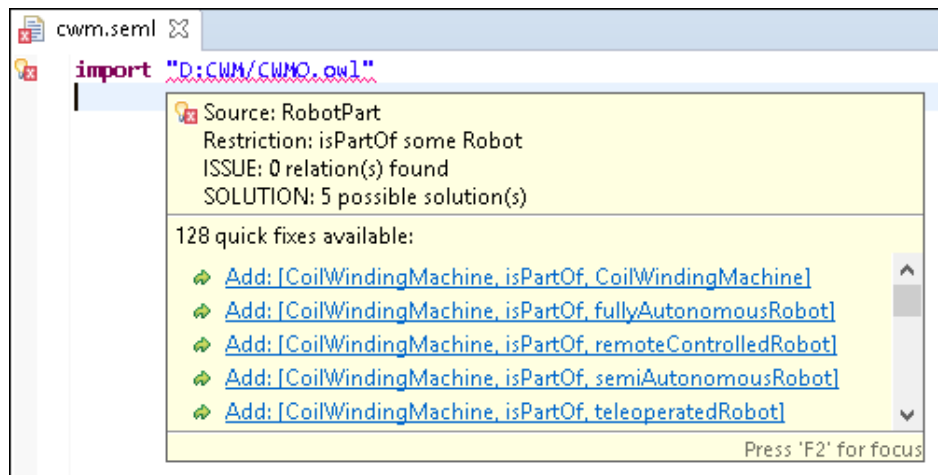 cwm.seml
import "D:CWM/CWMO.owl"
Source: RobotPart
Restriction: isPartOf some Robot
ISSUE: 0 relation(s) found
SOLUTION: 5 possible solution(s)
128 quick fixes available:
Add: [CoilWindingMachine, isPartOf, CoilWindingMachine]
Add: [CoilWindingMachine, isPartOf, fullyAutonomousRobot]
Add: [CoilWindingMachine, isPartOf, remoteControlledRobot]
Add: [CoilWindingMachine, isPartOf, semiAutonomousRobot]
Add: [CoilWindingMachine, isPartOf, teleoperatedRobot]
Press 'F2' for focus